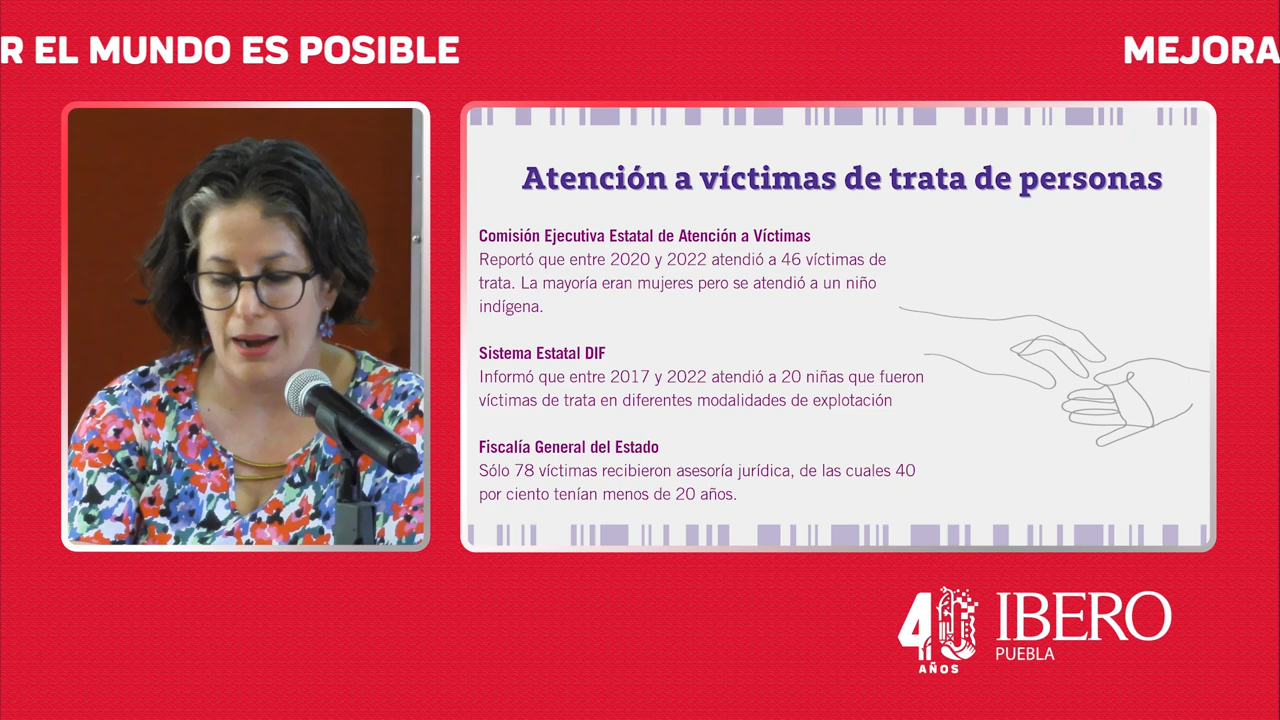 R EL MUNDO ES POSIBLE
MEJORA
Atención a víctimas de trata de personas
Comisión Ejecutiva Estatal de Atención a Víctimas
Reportó que entre 2020 y 2022 atendió a 46 víctimas de
trata. La mayoría eran mujeres pero se atendió a un niño
indígena.
Sistema Estatal DIF
Informó que entre 2017 y 2022 atendió a 20 niñas que fueron
víctimas de trata en diferentes modalidades de explotación
Fiscalía General del Estado
Sólo 78 víctimas recibieron asesoría jurídica, de las cuales 40
por ciento tenían menos de 20 años.
40
AÑOS
IBERO
PUEBLA